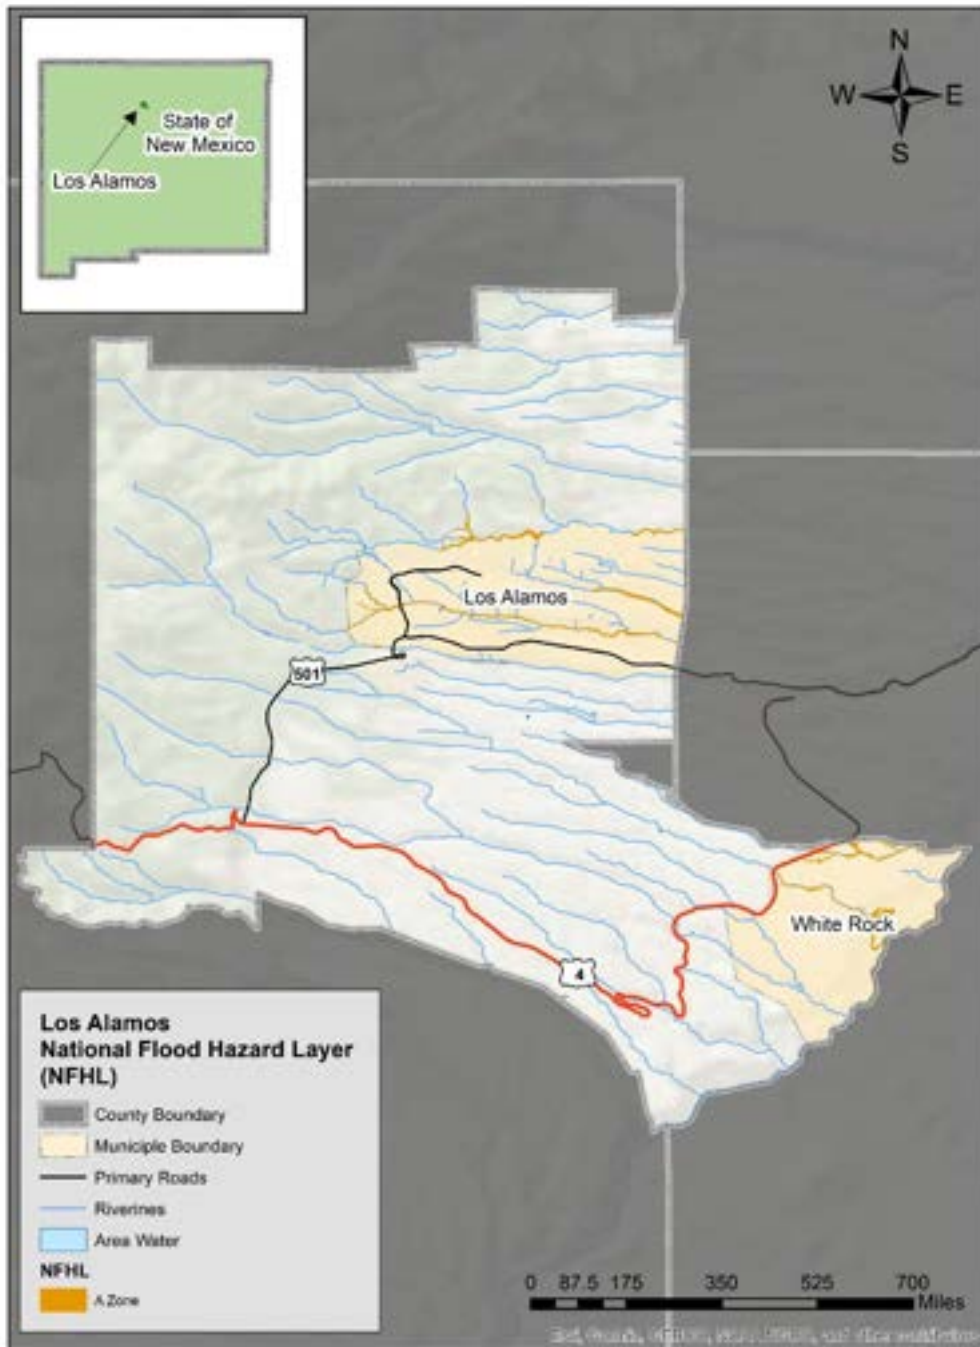 N
W
E
S
State of
New Mexico
Los Alamos
Los Alamos
501
4
White Rock
Los Alamos
National Flood Hazard Layer
(NFHL)
County Boundary
Municiple Boundary
Primary Roads
Riverines
Area Water
NFHL
A Zone
0 87.5 175 350 525 700
Miles